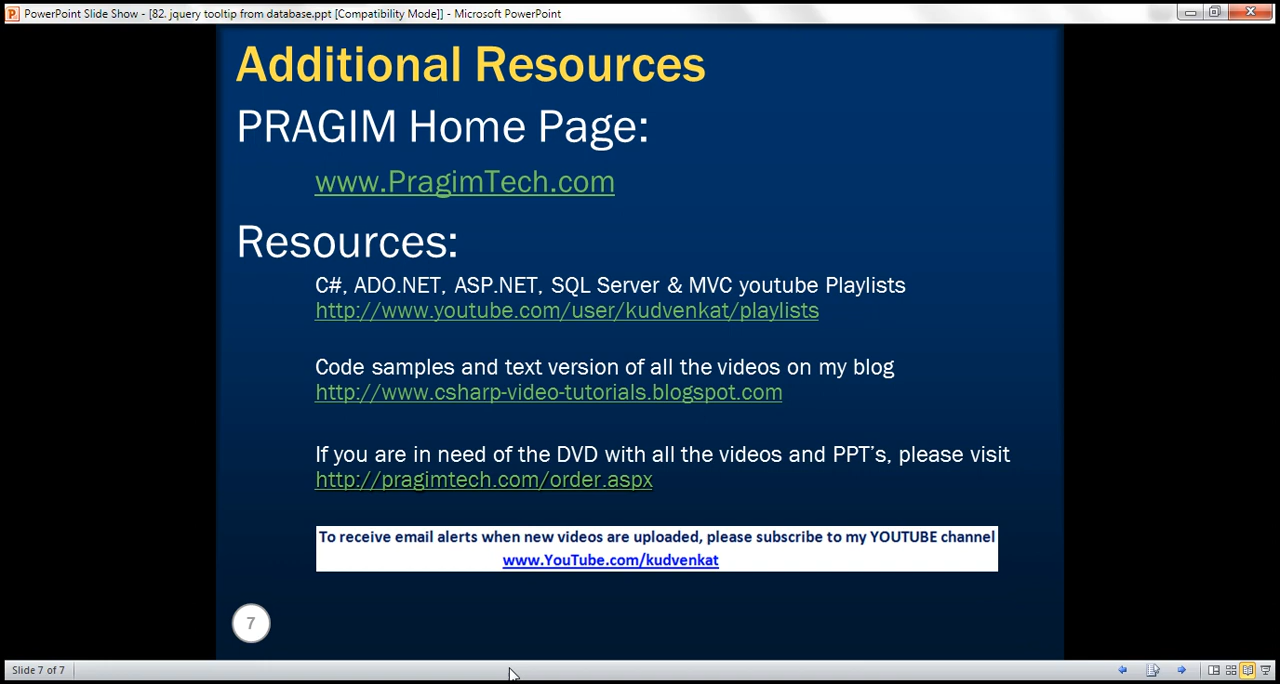 PowerPoint Slide Show - [82. jquery tooltip from database.ppt [Compatibility Mode]] - Microsoft PowerPoint
Additional Resources
PRAGIM Home Page:
www.PragimTech.com
Resources:
C#, ADO.NET, ASP.NET, SQL Server & MVC youtube Playlists
http://www.youtube.com/user/kudvenkat/playlists
Code samples and text version of all the videos on my blog
http://www.csharp-video-tutorials.blogspot.com
If you are in need of the DVD with all the videos and PPT's, please visit
http://pragimtech.com/order.aspx
To receive email alerts when new videos are uploaded, please subscribe to my YOUTUBE channel
www.YouTube.com/kudvenkat
7
Slide 7 of 7